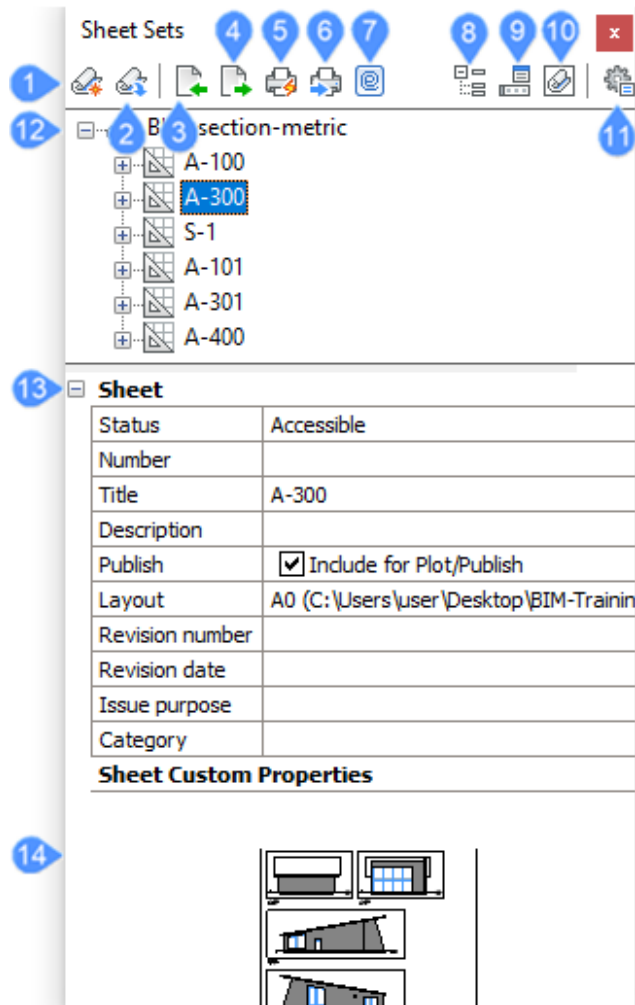 Sheet Sets
4 5 6 7 8 9 10
x
1
2 3 11
12 B section-metric
A-100
A-300
S-1
A-101
A-301
A-400
13 Sheet
Status Accessible
Number
Title A-300
Description
Publish Include for Plot/Publish
Layout A0 (C:\Users\user\Desktop\BIM-Trainin
Revision number
Revision date
Issue purpose
Category
Sheet Custom Properties
14